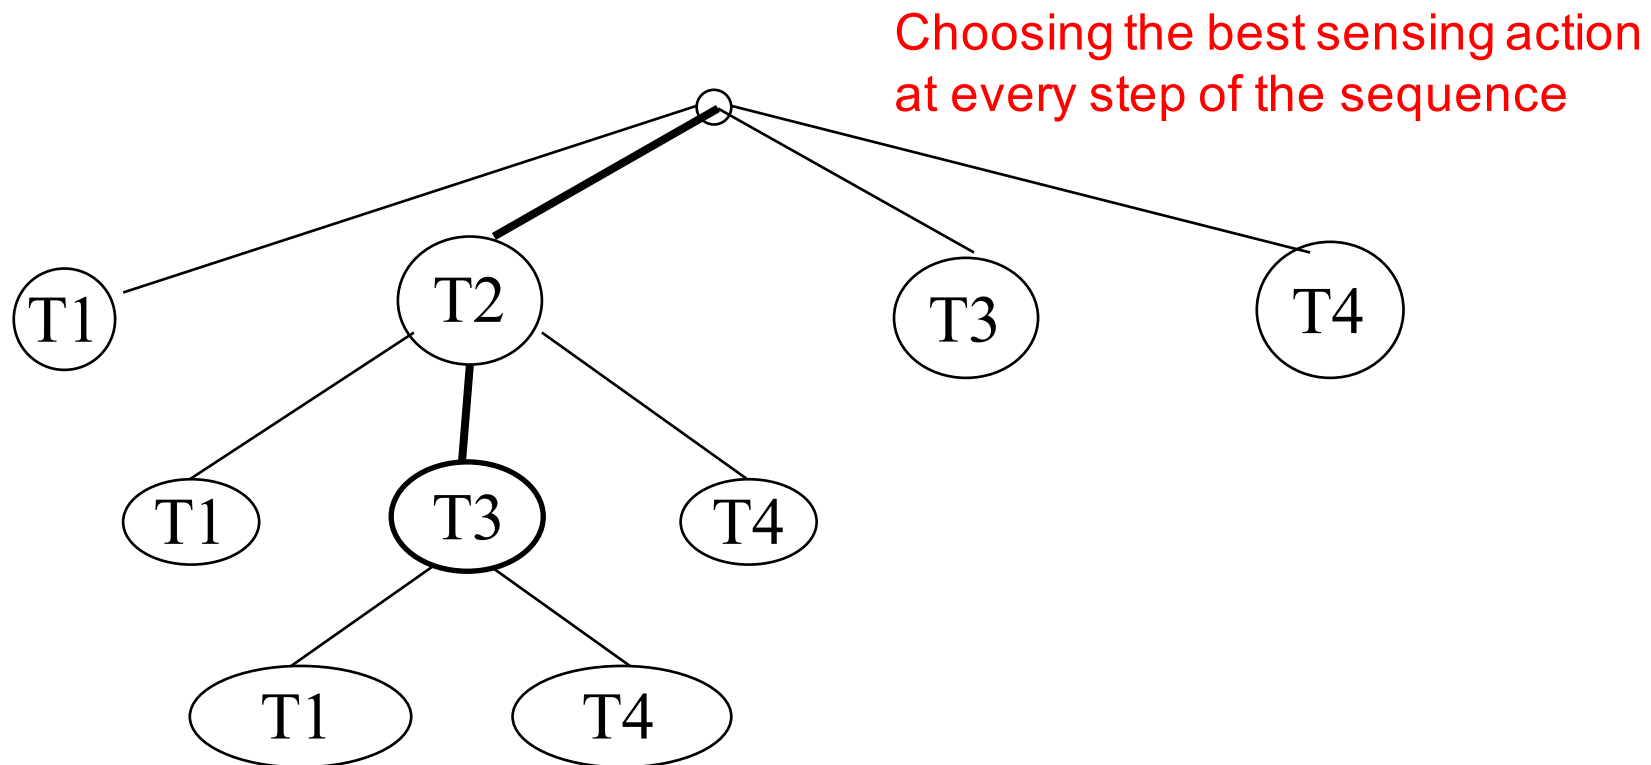 Choosing the best sensing action
at every step of the sequence
T1 T2 T3 T4
T1 T3 T4
T1 T4